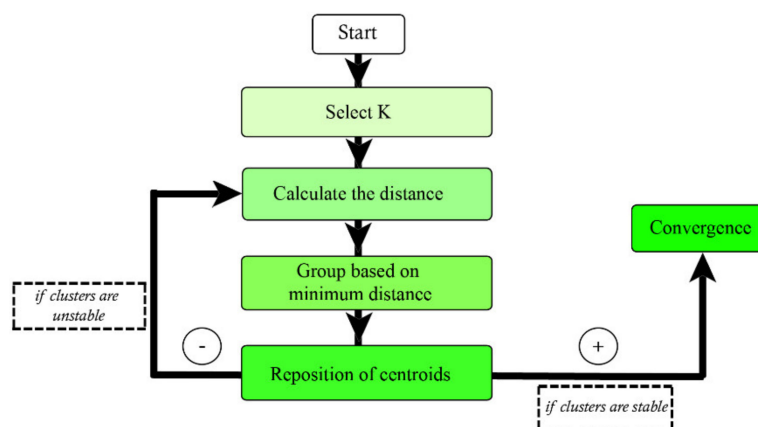 Start
Select K
Calculate the distance
Convergence
Group based on
minimum distance
if clusters are
unstable
-
+
Reposition of centroids
if clusters are stable